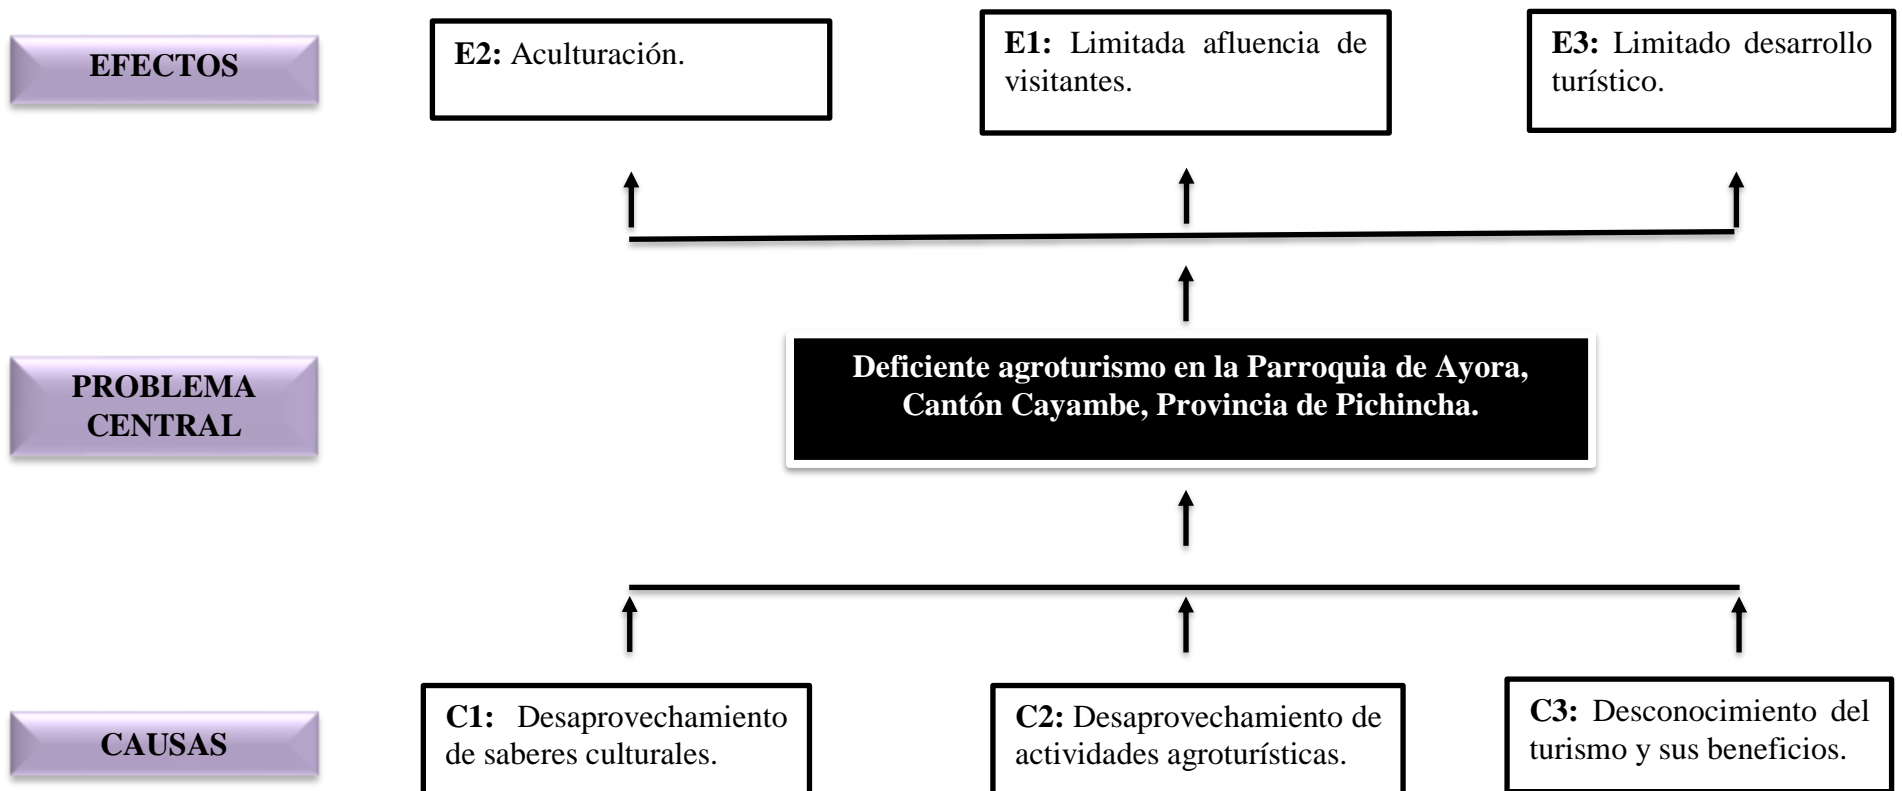 EFECTOS
E2: Aculturación.
E1: Limitada afluencia de
visitantes.
E3: Limitado desarrollo
turístico.
PROBLEMA
CENTRAL
Deficiente agroturismo en la Parroquia de Ayora,
Cantón Cayambe, Provincia de Pichincha.
CAUSAS
C1: Desaprovechamiento
de saberes culturales.
C2: Desaprovechamiento de
actividades agroturísticas.
C3: Desconocimiento del
turismo y sus beneficios.